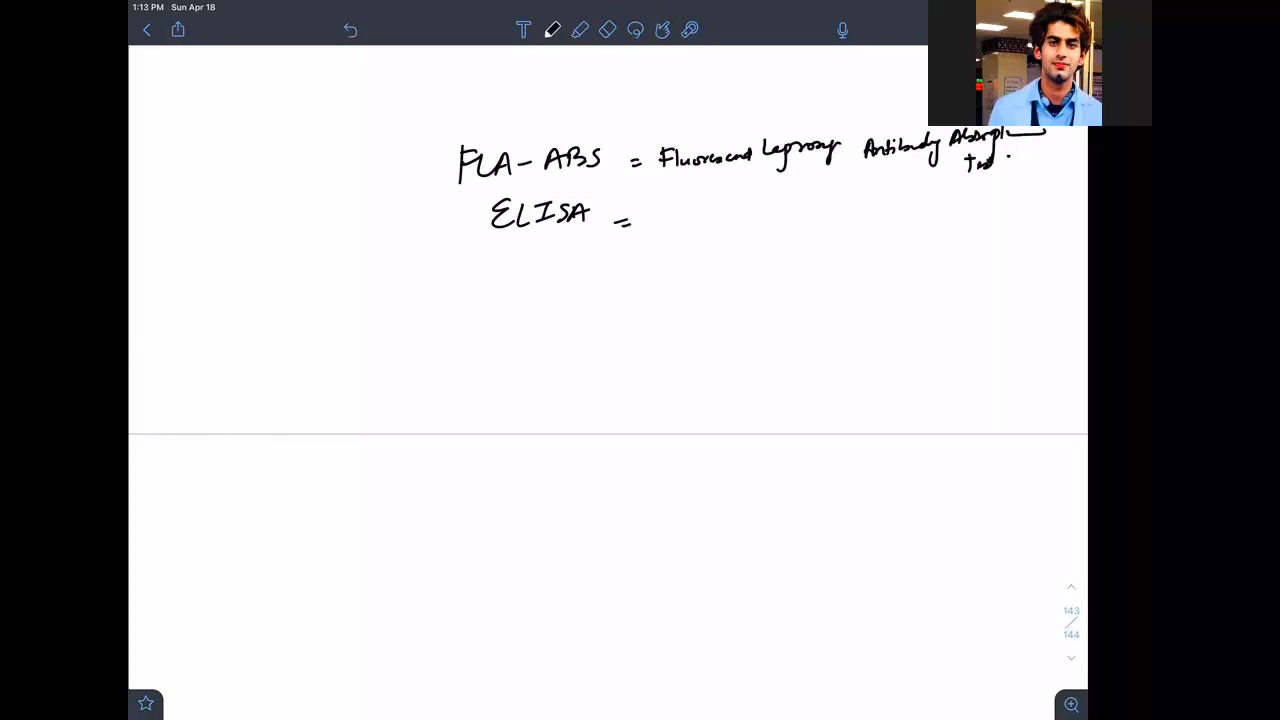 1:13 PM Sun Apr 18
T
FLA-ABS = Fluorescent Leprosy Antibody Absorption
Test.
ELISA =
143
144